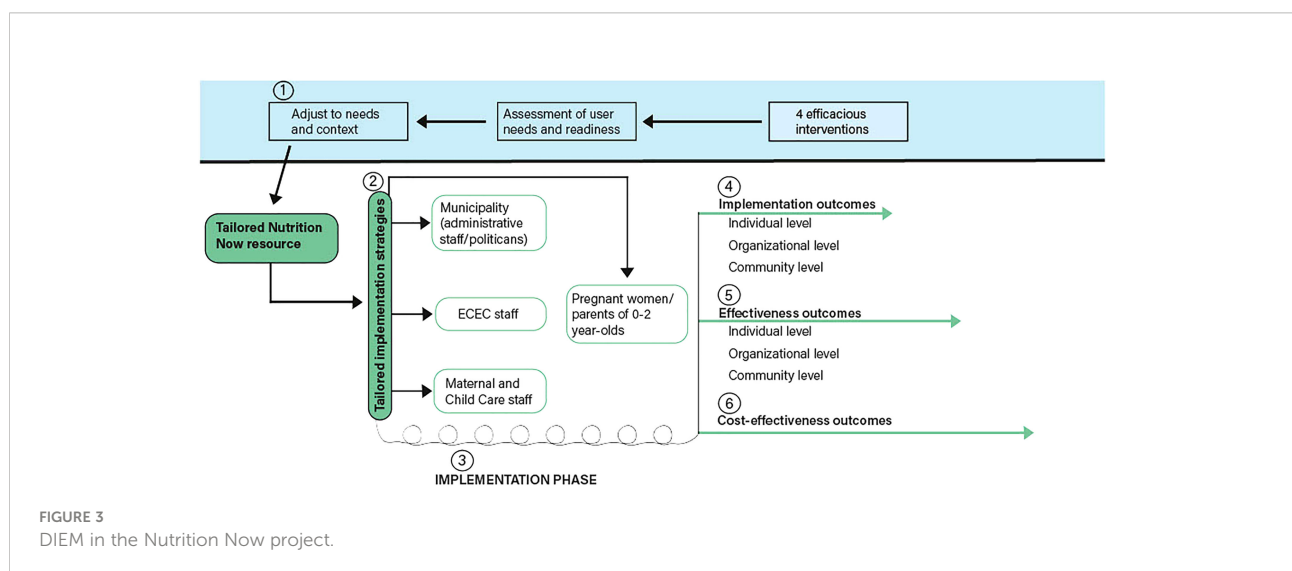 ①
Adjust to needs
and context
Assessment of user
needs and readiness
4 efficacious
interventions
Tailored Nutrition
Now resource
②
Tailored implementation strategies
Municipality
(administrative
staff/politicans)
ECEC staff
Maternal and
Child Care staff
Pregnant women/
parents of 0-2
year-olds
③
IMPLEMENTATION PHASE
④
Implementation outcomes
Individual level
Organizational level
Community level
⑤
Effectiveness outcomes
Individual level
Organizational level
Community level
⑥
Cost-effectiveness outcomes
FIGURE 3
DIEM in the Nutrition Now project.